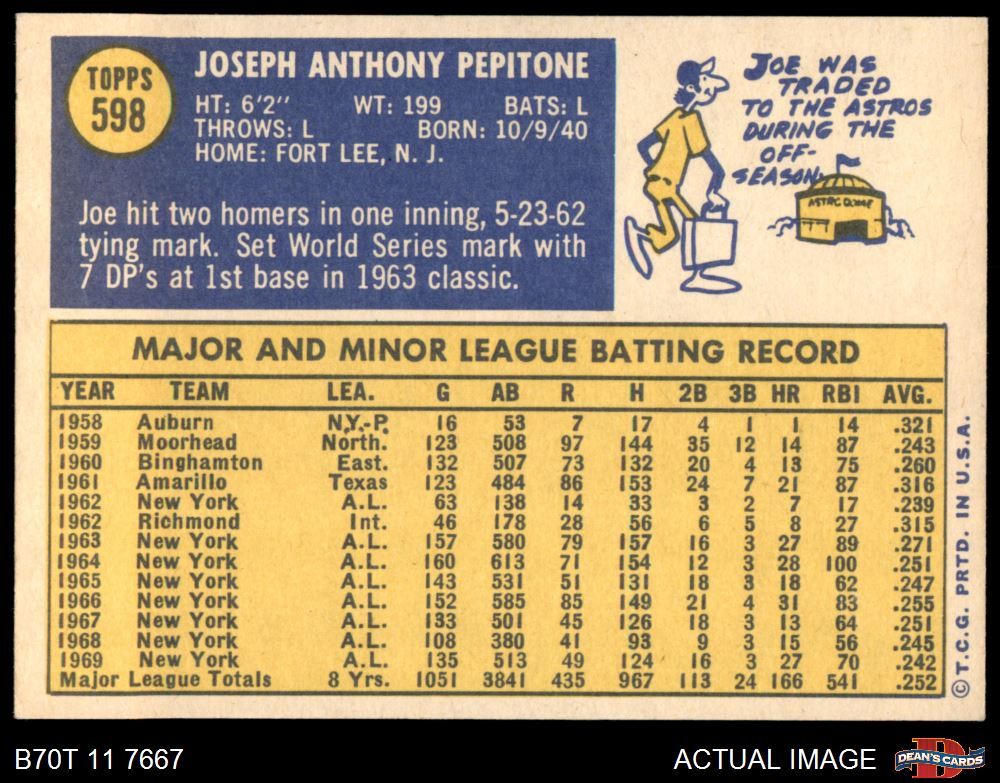 TOPPS
598
JOSEPH ANTHONY PEPITONE
HT: 6'2" WT: 199 BATS: L
THROWS: L BORN: 10/9/40
HOME: FORT LEE, N. J.
Joe hit two homers in one inning, 5-23-62
tying mark. Set World Series mark with
7 DP's at 1st base in 1963 classic.
JOE WAS
TRADED
TO THE ASTROS
DURING THE
OFF-
SEASON
ASTRODOME
MAJOR AND MINOR LEAGUE BATTING RECORD
YEAR TEAM LEA. G AB R H 2B 3B HR RBI AVG.
1958 Auburn N.Y.-P. 16 53 7 17 4 1 1 14 .321
1959 Moorhead North. 123 508 97 144 35 12 14 87 .243
1960 Binghamton East. 132 507 73 132 20 4 13 75 .260
1961 Amarillo Texas 123 484 86 153 24 7 21 87 .316
1962 New York A.L. 63 138 14 33 3 2 7 17 .239
1962 Richmond Int. 46 178 28 56 6 5 8 27 .315
1963 New York A.L. 157 580 79 157 16 3 27 89 .271
1964 New York A.L. 160 613 71 154 12 3 28 100 .251
1965 New York A.L. 143 531 51 131 18 3 18 62 .247
1966 New York A.L. 152 585 85 149 21 4 31 83 .255
1967 New York A.L. 133 501 45 126 18 3 13 64 .251
1968 New York A.L. 108 380 41 93 9 3 15 56 .245
1969 New York A.L. 135 513 49 124 16 3 27 70 .242
Major League Totals 8 Yrs. 1051 3841 435 967 113 24 166 541 .252
© T.C.G. PRTD. IN U.S.A.
B70T 11 7667
ACTUAL IMAGE
D
DEAN'S CARDS